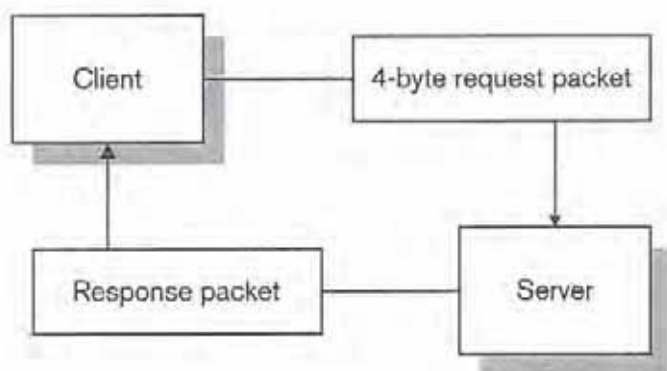 Client
4-byte request packet
Response packet
Server